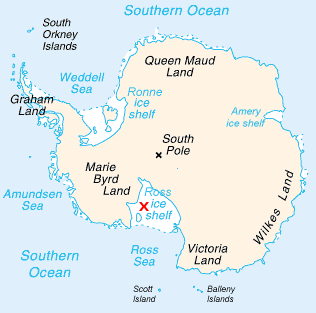 Southern Ocean
South
Orkney
Islands
Queen Maud
Land
Weddell
Sea
Ronne
ice
shelf
Graham
Land
Amery
ice shelf
South
Pole
Marie
Byrd
Land
Ross
ice
shelf
Amundsen
Sea
Wilkes Land
Southern
Ocean
Ross
Sea
Victoria
Land
Scott
Island
Balleny
Islands